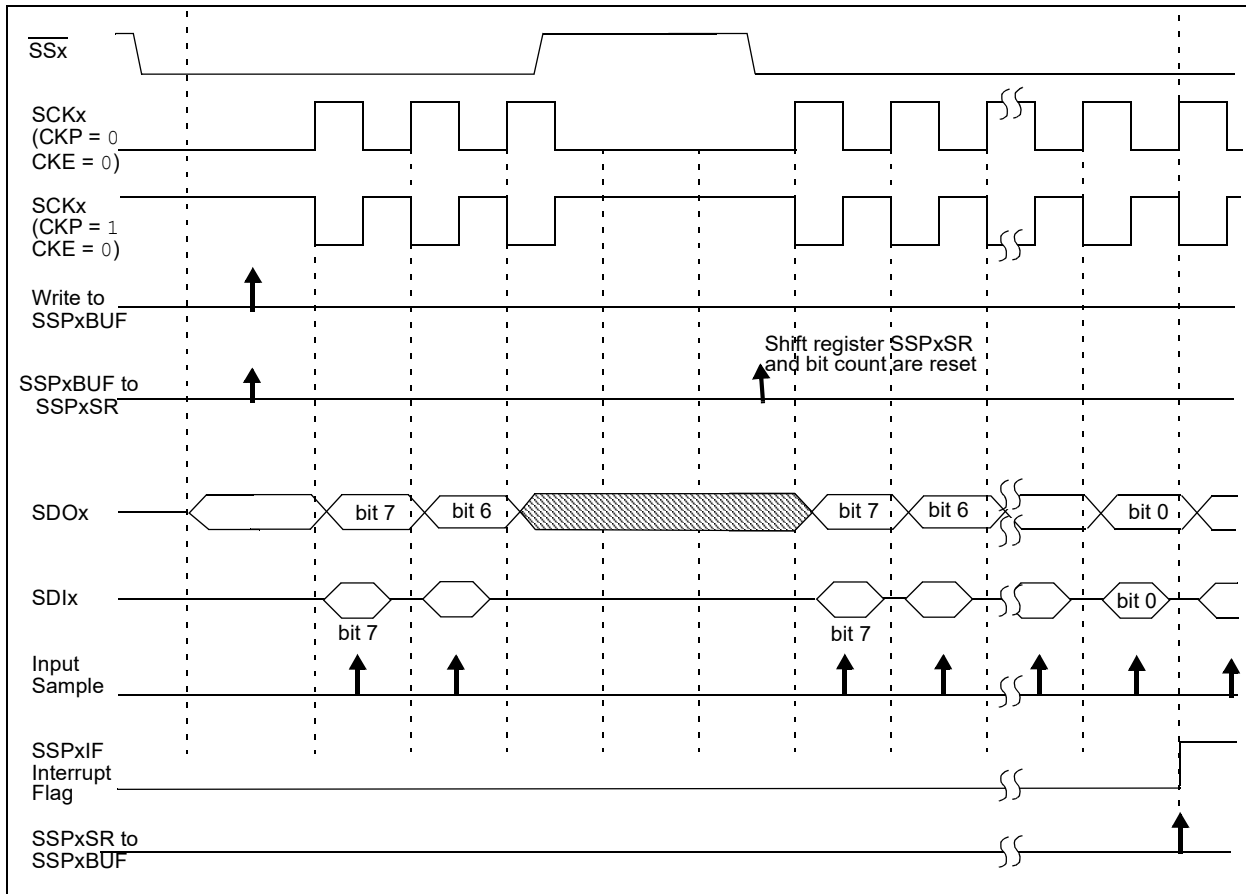 SSx
SCKx
(CKP = 0
CKE = 0)
SCKx
(CKP = 1
CKE = 0)
Write to
SSPxBUF
Shift register SSPxSR
and bit count are reset
SSPxBUF to
SSPxSR
SDOx
bit 7
bit 6
bit 7
bit 6
bit 0
SDIx
bit 0
bit 7
bit 7
Input
Sample
SSPxIF
Interrupt
Flag
SSPxSR to
SSPxBUF